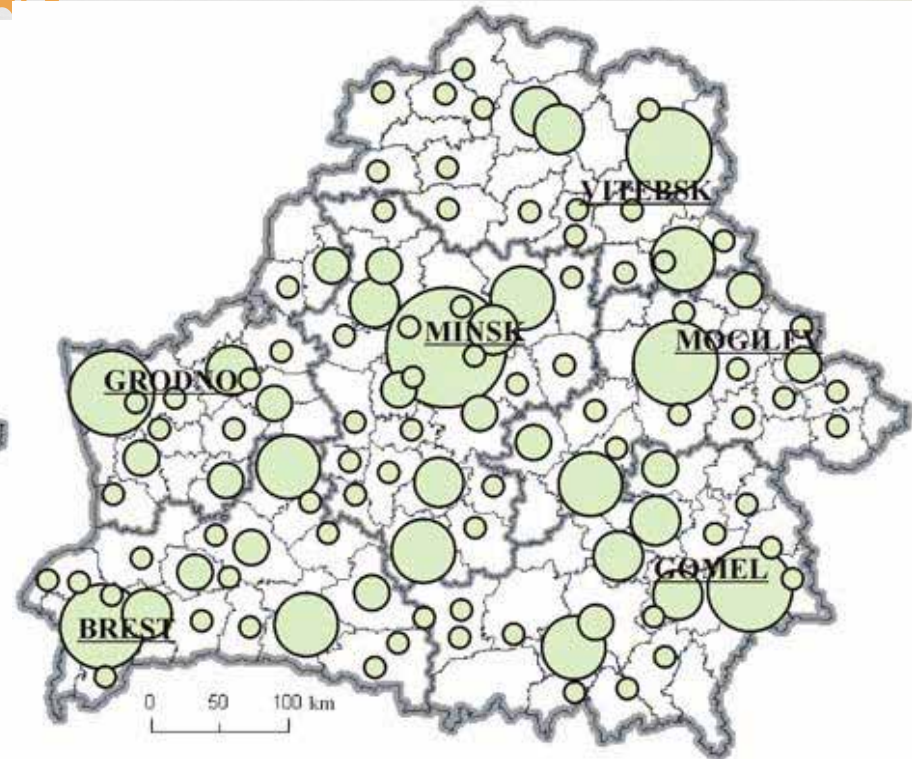 VITEBSK
MINSK
MOGILEV
GRODNO
GOMEL
BREST
0 50 100 km